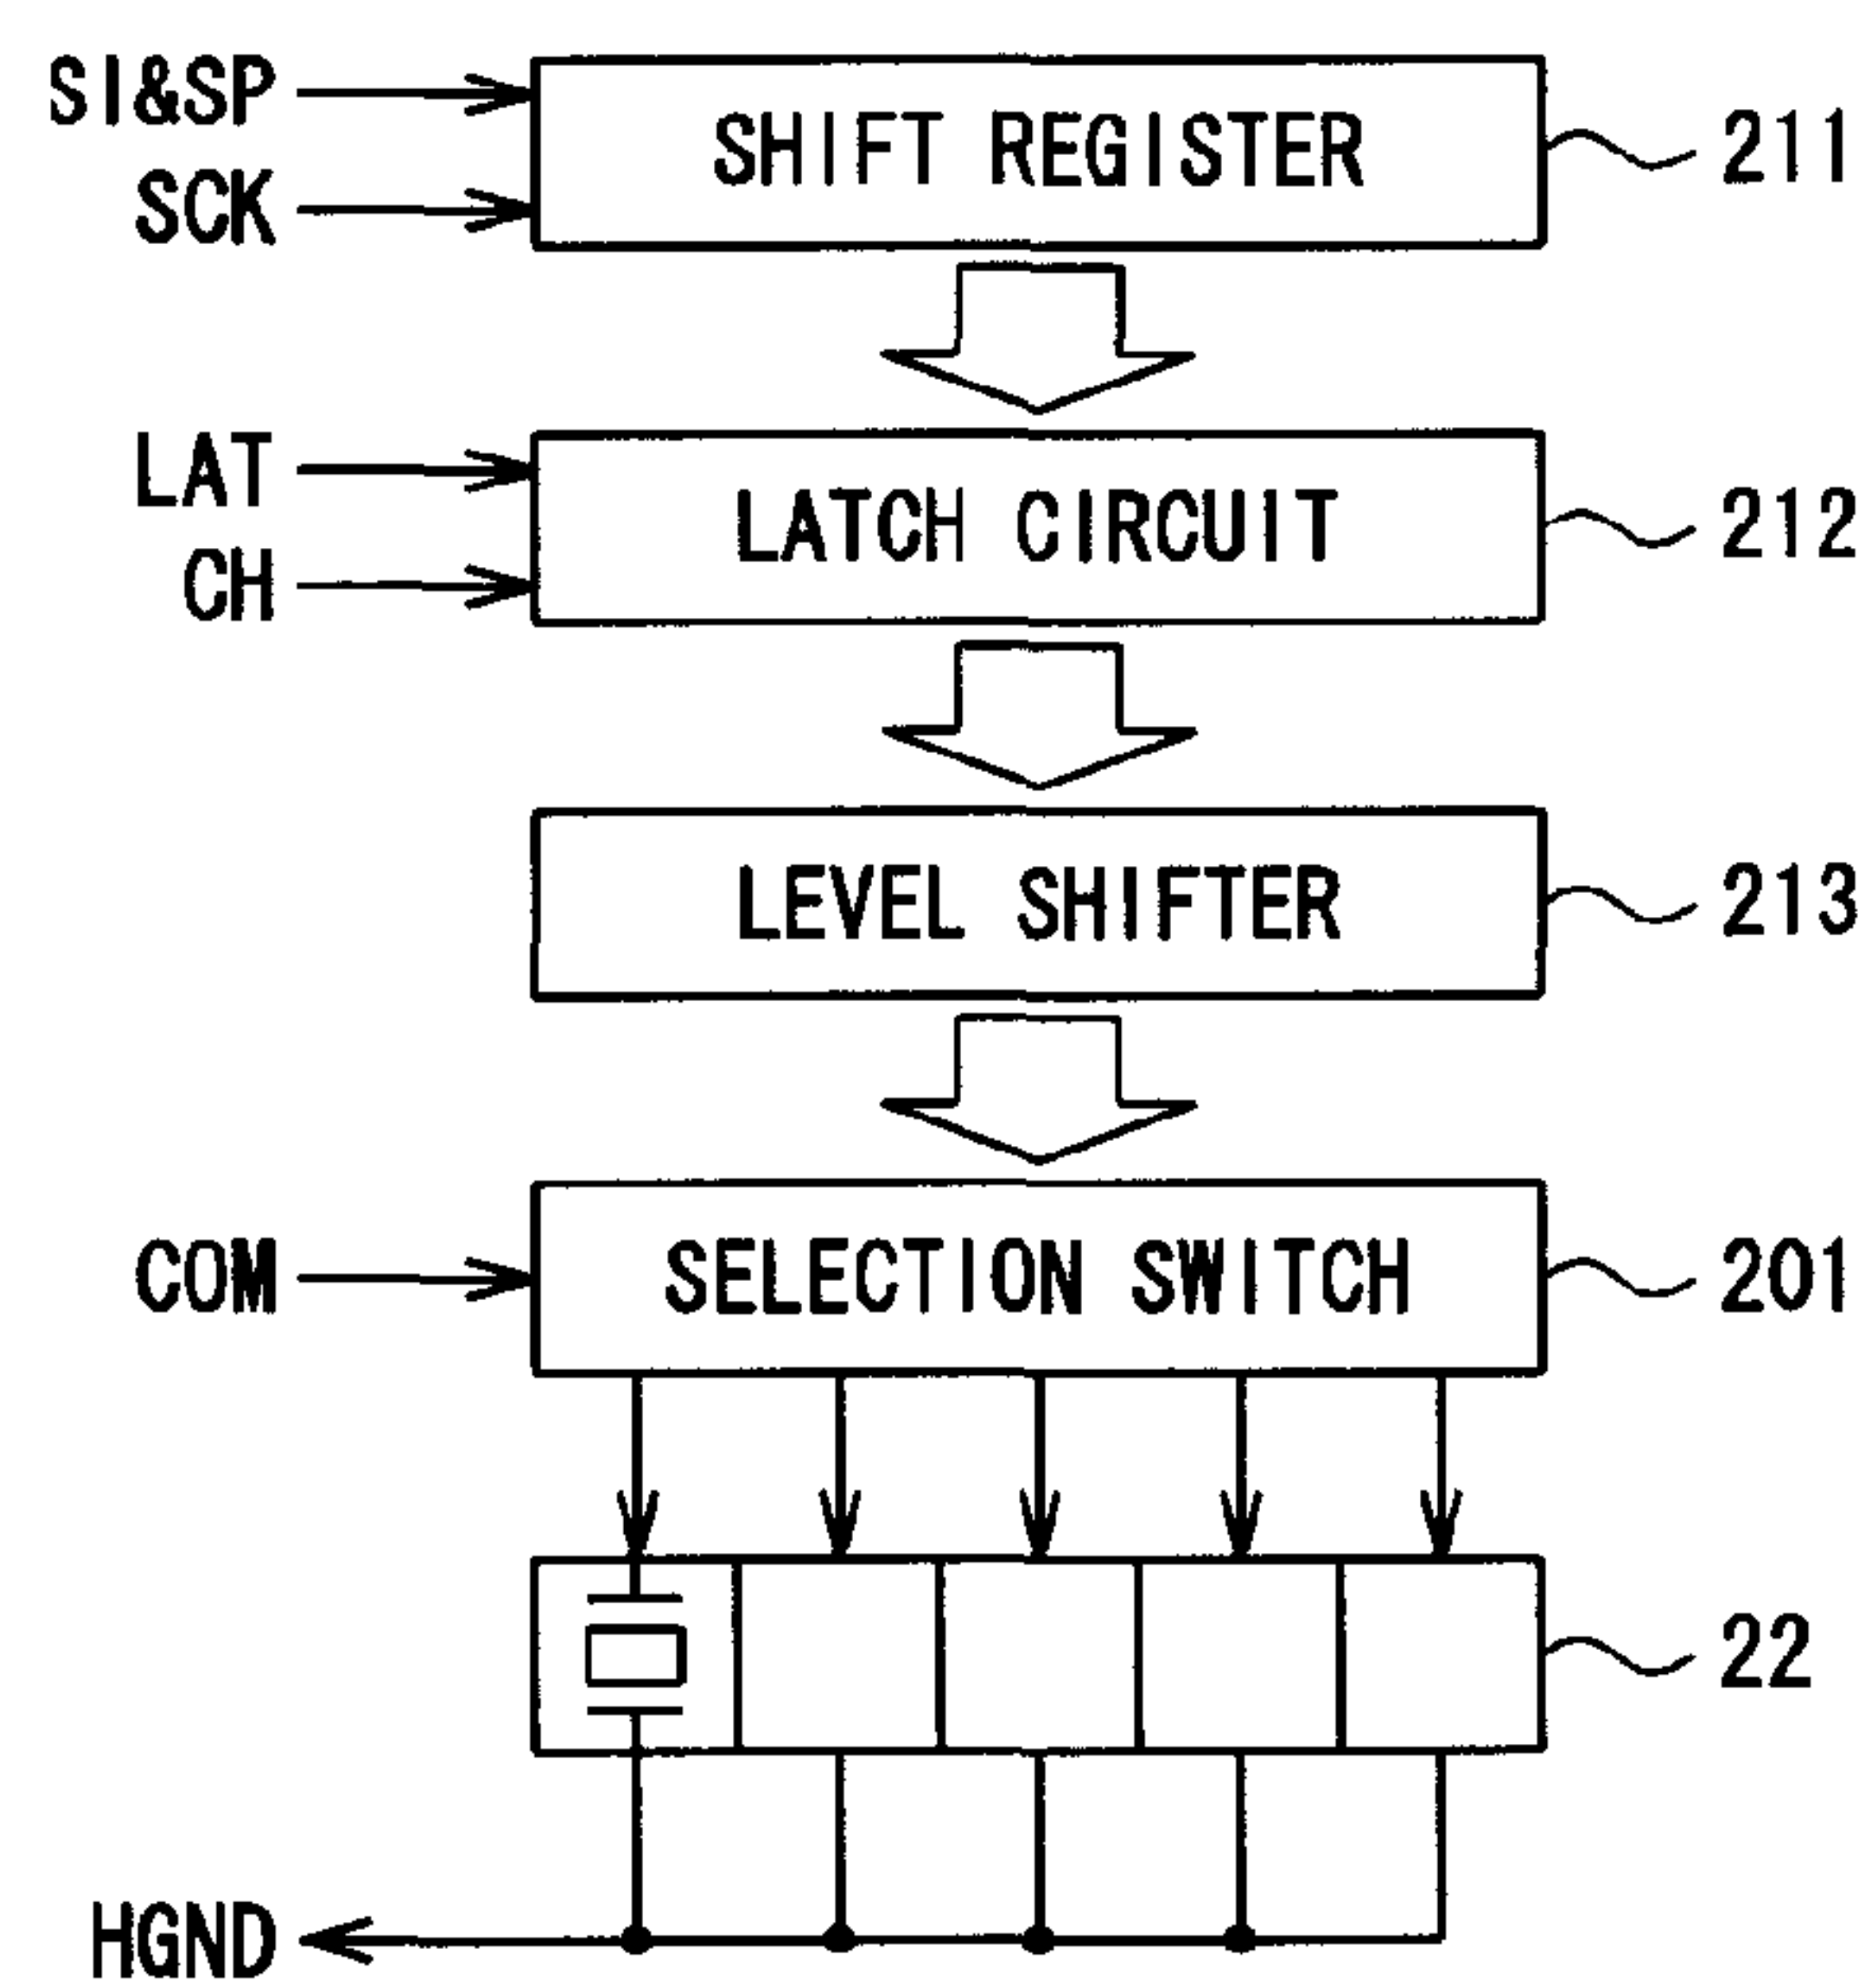 SI&SP
SHIFT REGISTER
211
SCK
LAT
LATCH CIRCUIT
212
CH
LEVEL SHIFTER
213
COM
SELECTION SWITCH
201
22
HGND